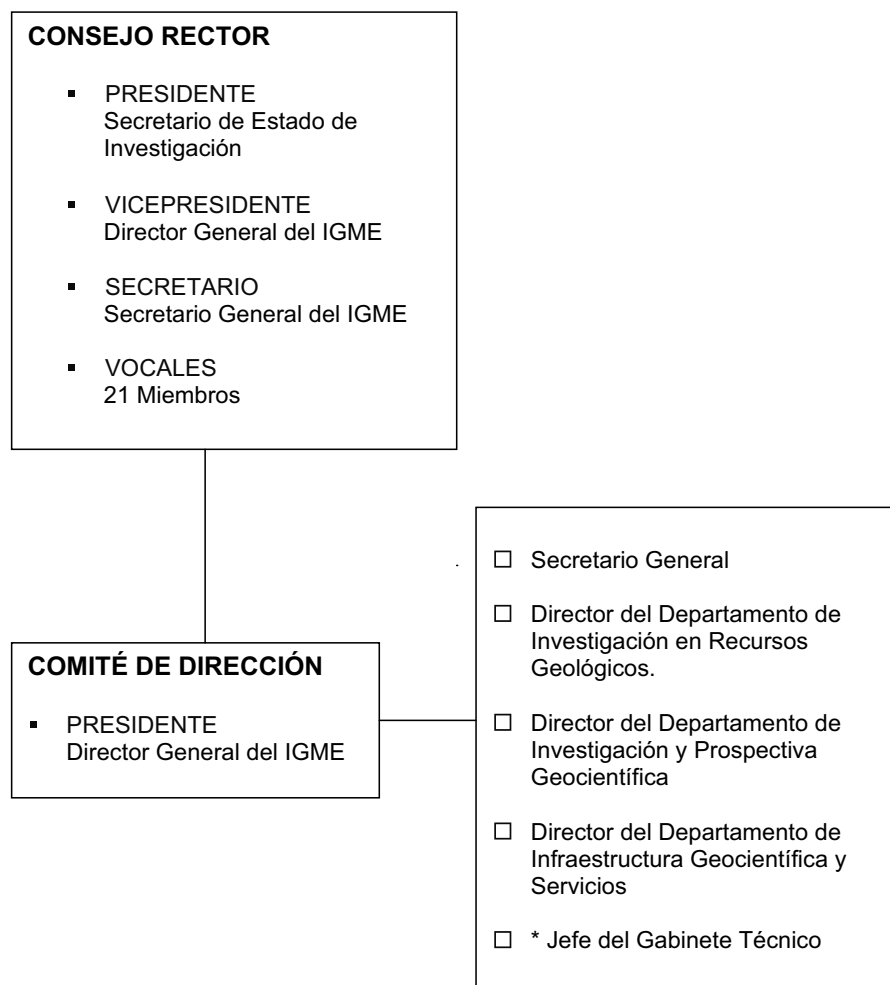 CONSEJO RECTOR
▪ PRESIDENTE
Secretario de Estado de
Investigación
▪ VICEPRESIDENTE
Director General del IGME
▪ SECRETARIO
Secretario General del IGME
▪ VOCALES
21 Miembros
COMITÉ DE DIRECCIÓN
▪ PRESIDENTE
Director General del IGME
☐ Secretario General
☐ Director del Departamento de
Investigación en Recursos
Geológicos.
☐ Director del Departamento de
Investigación y Prospectiva
Geocientífica
☐ Director del Departamento de
Infraestructura Geocientífica y
Servicios
☐ * Jefe del Gabinete Técnico